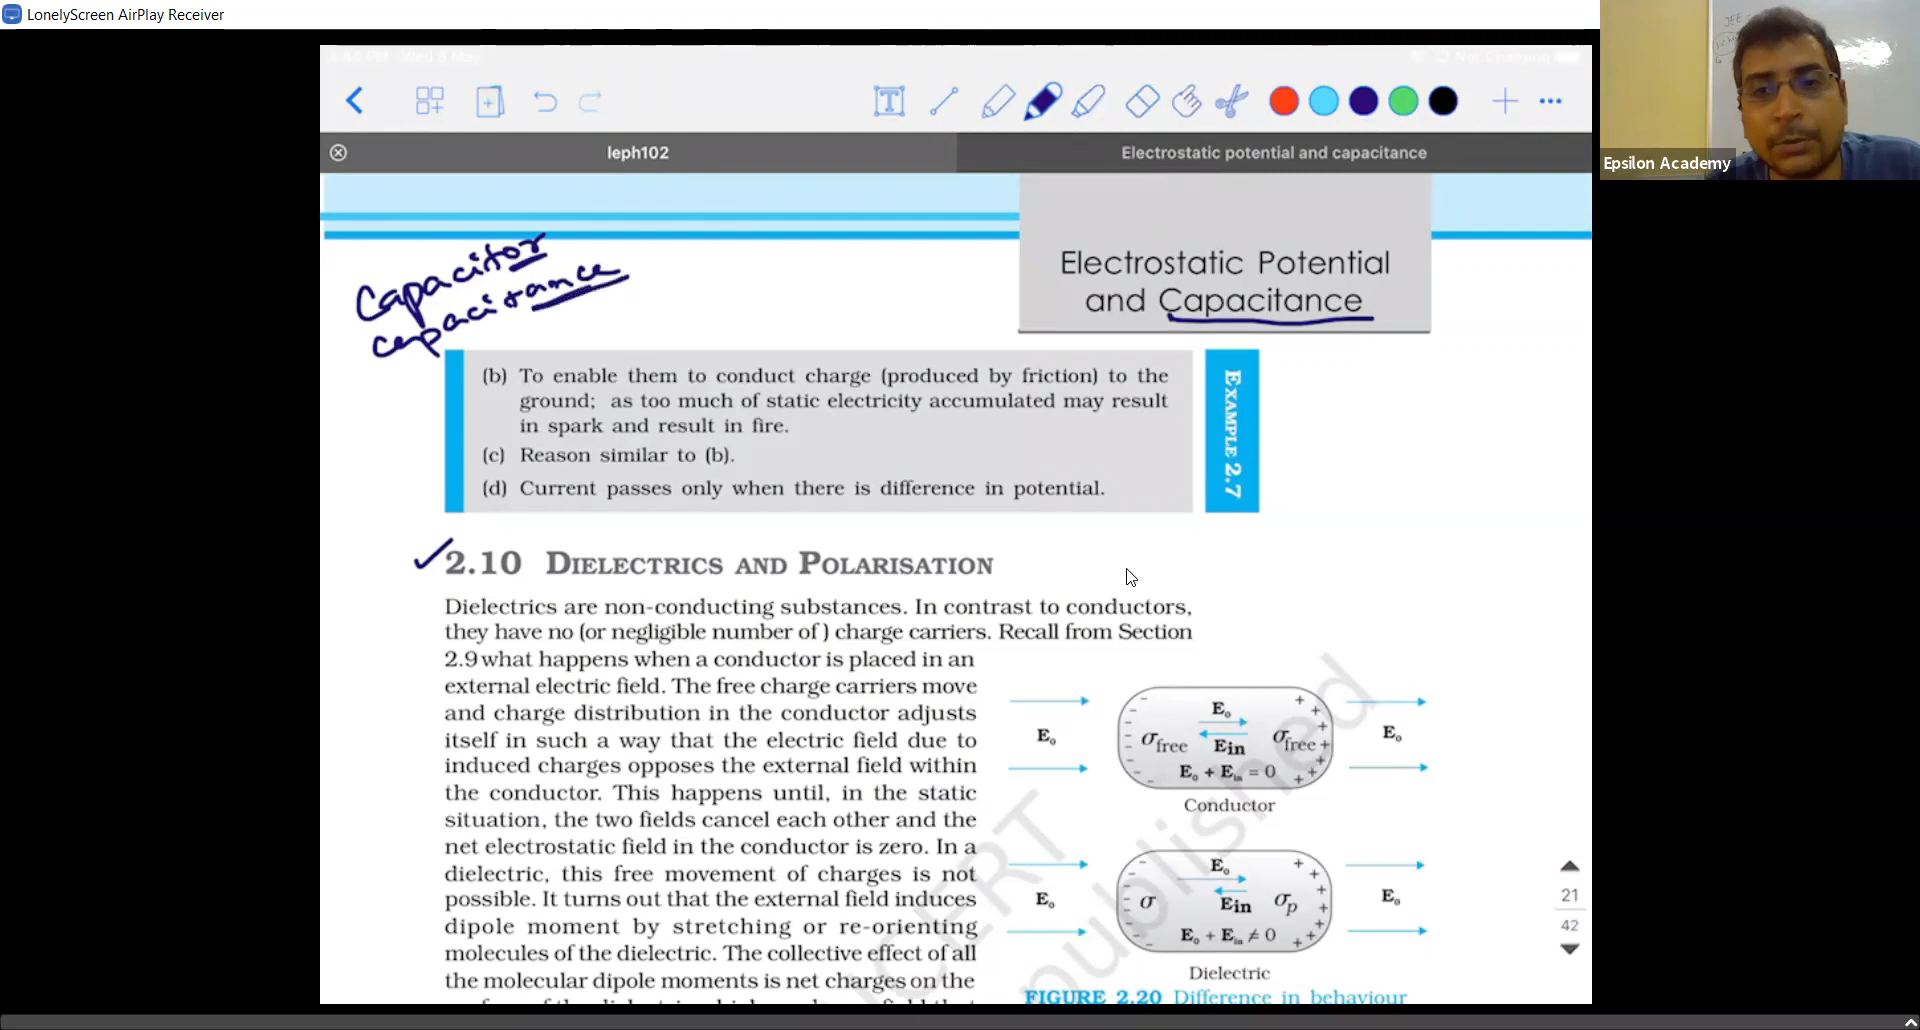 LonelyScreen AirPlay Receiver
JEE
Epsilon Academy
leph102
Electrostatic potential and capacitance
Capacitor
capacitance
Electrostatic Potential
and Capacitance
(b) To enable them to conduct charge (produced by friction) to the
ground; as too much of static electricity accumulated may result
in spark and result in fire.
(c) Reason similar to (b).
(d) Current passes only when there is difference in potential.
EXAMPLE 2.7
2.10 DIELECTRICS AND POLARISATION
Dielectrics are non-conducting substances. In contrast to conductors,
they have no (or negligible number of ) charge carriers. Recall from Section
2.9 what happens when a conductor is placed in an
external electric field. The free charge carriers move
and charge distribution in the conductor adjusts
itself in such a way that the electric field due to
induced charges opposes the external field within
the conductor. This happens until, in the static
situation, the two fields cancel each other and the
net electrostatic field in the conductor is zero. In a
dielectric, this free movement of charges is not
possible. It turns out that the external field induces
dipole moment by stretching or re-orienting
molecules of the dielectric. The collective effect of all
the molecular dipole moments is net charges on the
E₀
E₀
σfree Ein σfree
E₀ + Ein = 0
E₀
Conductor
E₀
E₀
σ Ein σp
E₀ + Ein ≠ 0
E₀
Dielectric
FIGURE 2.20 Difference in behaviour
21
42
published